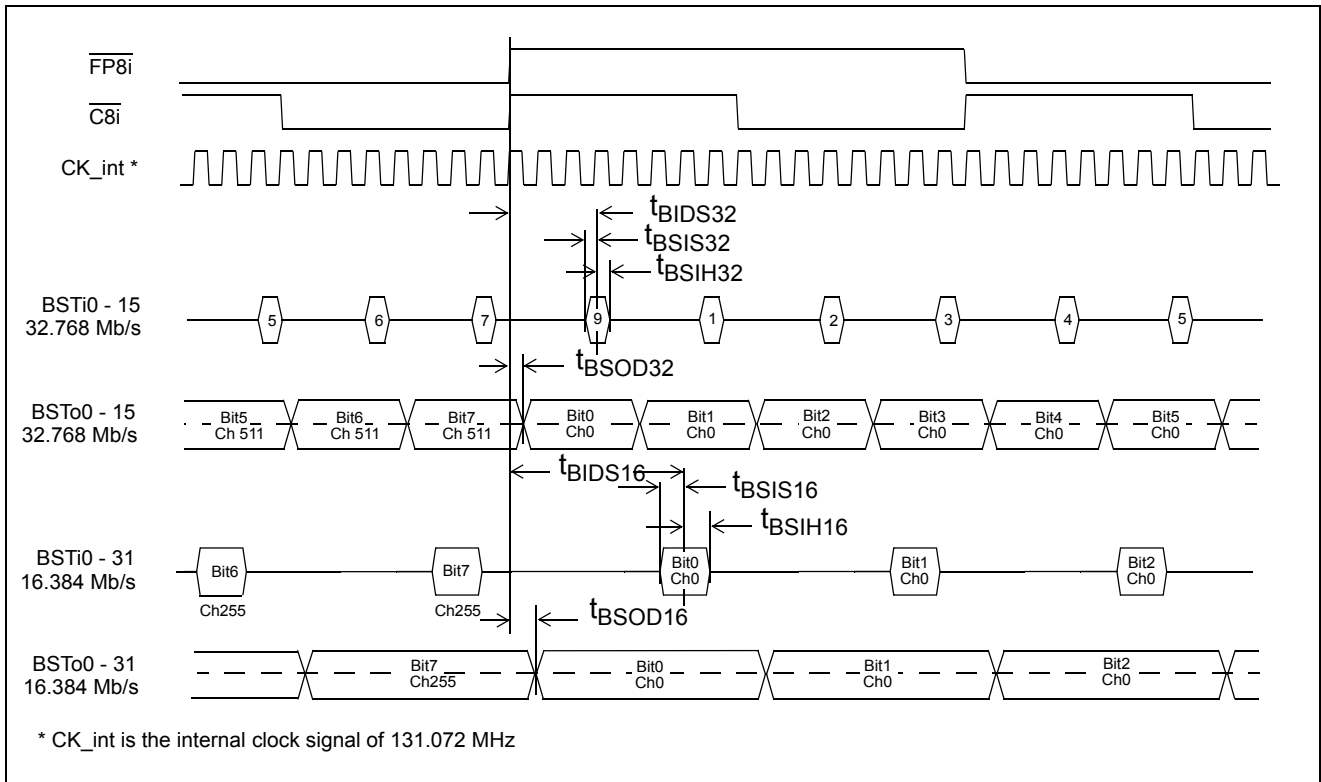 FP8i
C8i
CK_int *
tBIDS32
tBSIS32
tBSIH32
BSTi0 - 15
32.768 Mb/s
5 6 7 9 1 2 3 4 5
tBSOD32
BSTo0 - 15
32.768 Mb/s
Bit5 Bit6 Bit7 Bit0 Bit1 Bit2 Bit3 Bit4 Bit5
Ch 511 Ch 511 Ch 511 Ch0 Ch0 Ch0 Ch0 Ch0 Ch0
tBIDS16
tBSIS16
tBSIH16
BSTi0 - 31
16.384 Mb/s
Bit6 Bit7 Bit0 Bit1 Bit2
Ch0 Ch0 Ch0
Ch255 Ch255
tBSOD16
BSTo0 - 31
16.384 Mb/s
Bit7 Bit0 Bit1 Bit2
Ch255 Ch0 Ch0 Ch0
* CK_int is the internal clock signal of 131.072 MHz